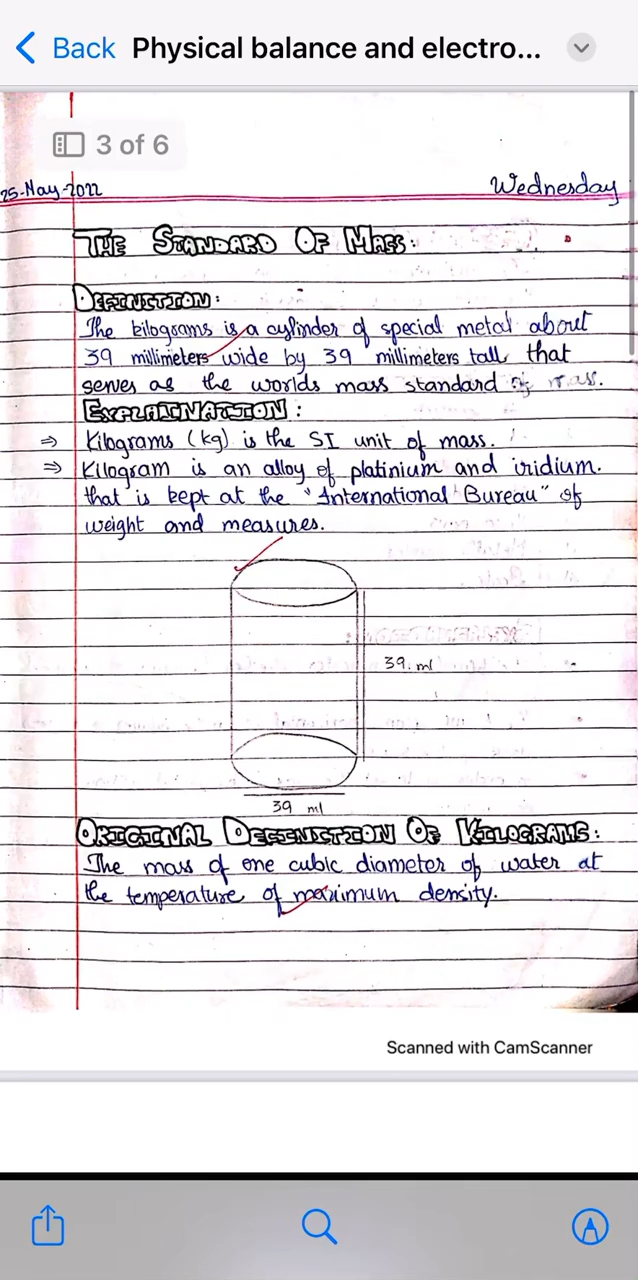 Back Physical balance and electro...
3 of 6
25-May-2022 Wednesday
THE STANDARD OF MASS:
DEFINITION:
The kilograms is a cylinder of special metal about
39 millimeters wide by 39 millimeters tall that
serves as the worlds mass standard of mass.
EXPLAINATION:
⇒ Kilograms (kg) is the SI unit of mass.
⇒ Kilogram is an alloy of platinium and iridium.
that is kept at the "International Bureau" of
weight and measures.
39. ml
39 ml
ORIGINAL DEFINITION OF KILOGRAMS:
The mass of one cubic diameter of water at
the temperature of maximum density.
Scanned with CamScanner